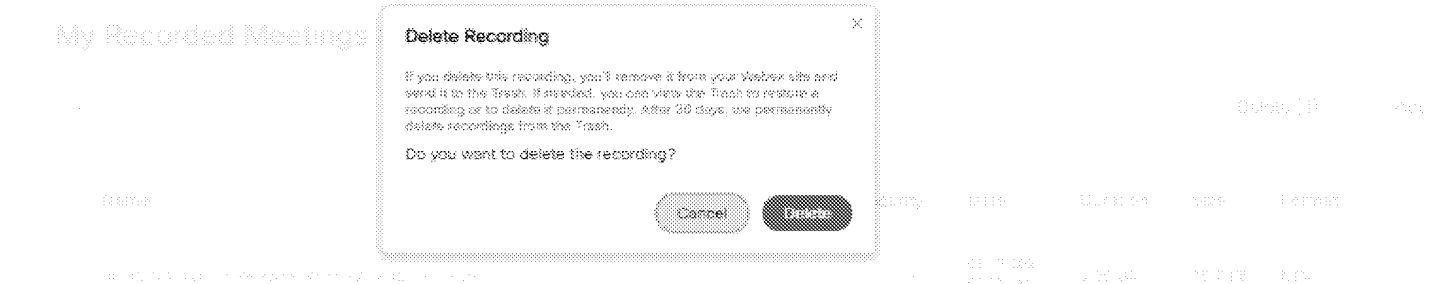 My Recorded Meetings
Delete Recording
If you delete this recording, you'll remove it from your Webex site and
send it to the Trash. If needed, you can view the Trash to restore a
recording or to delete it permanently. After 30 days, we permanently
delete recordings from the Trash.
Do you want to delete the recording?
Cancel Delete
Name Date Duration Size Format